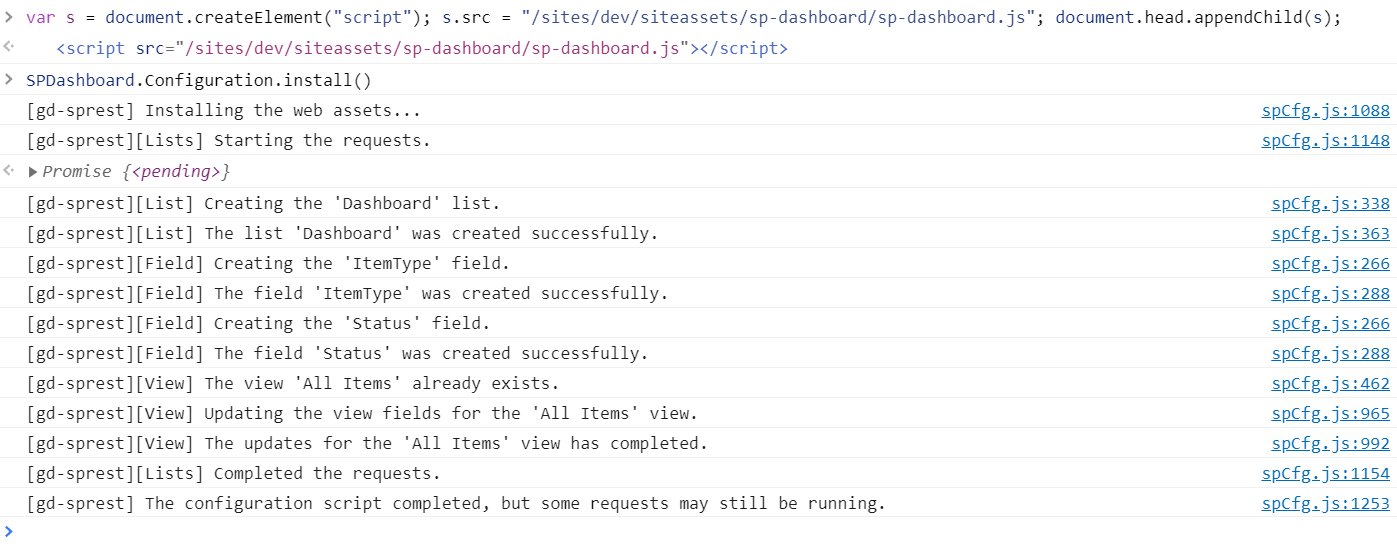 var s = document.createElement("script"); s.src = "/sites/dev/siteassets/sp-dashboard/sp-dashboard.js"; document.head.appendChild(s);
<script src="/sites/dev/siteassets/sp-dashboard/sp-dashboard.js"></script>
SPDashboard.Configuration.install()
[gd-sprest] Installing the web assets... spCfg.js:1088
[gd-sprest][Lists] Starting the requests. spCfg.js:1148
Promise {<pending>}
[gd-sprest][List] Creating the 'Dashboard' list. spCfg.js:338
[gd-sprest][List] The list 'Dashboard' was created successfully. spCfg.js:363
[gd-sprest][Field] Creating the 'ItemType' field. spCfg.js:266
[gd-sprest][Field] The field 'ItemType' was created successfully. spCfg.js:288
[gd-sprest][Field] Creating the 'Status' field. spCfg.js:266
[gd-sprest][Field] The field 'Status' was created successfully. spCfg.js:288
[gd-sprest][View] The view 'All Items' already exists. spCfg.js:462
[gd-sprest][View] Updating the view fields for the 'All Items' view. spCfg.js:965
[gd-sprest][View] The updates for the 'All Items' view has completed. spCfg.js:992
[gd-sprest][Lists] Completed the requests. spCfg.js:1154
[gd-sprest] The configuration script completed, but some requests may still be running. spCfg.js:1253